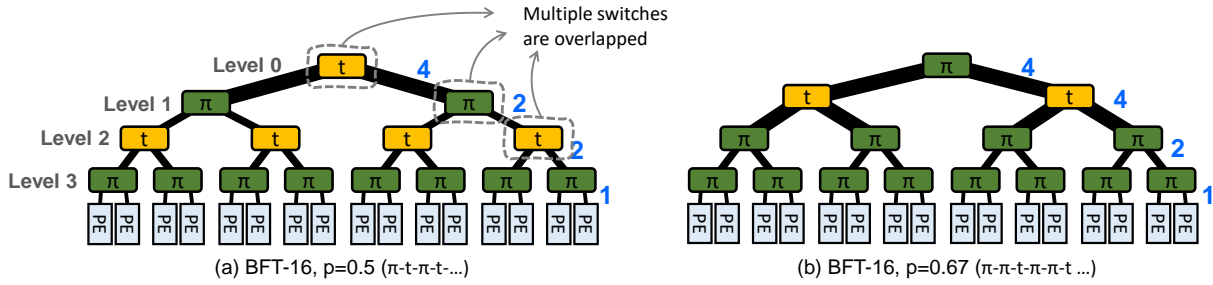 Multiple switches
are overlapped
Level 0
t
4
Level 1
π
π
2
Level 2
t
t
t
t
2
Level 3
π
π
π
π
π
π
π
π
1
PE PE PE PE PE PE PE PE PE PE PE PE PE PE PE PE
(a) BFT-16, p=0.5 (π-t-π-t-...)
π
4
t
t
4
π
π
π
π
2
π
π
π
π
π
π
π
π
1
PE PE PE PE PE PE PE PE PE PE PE PE PE PE PE PE
(b) BFT-16, p=0.67 (π-π-t-π-π-t ...)